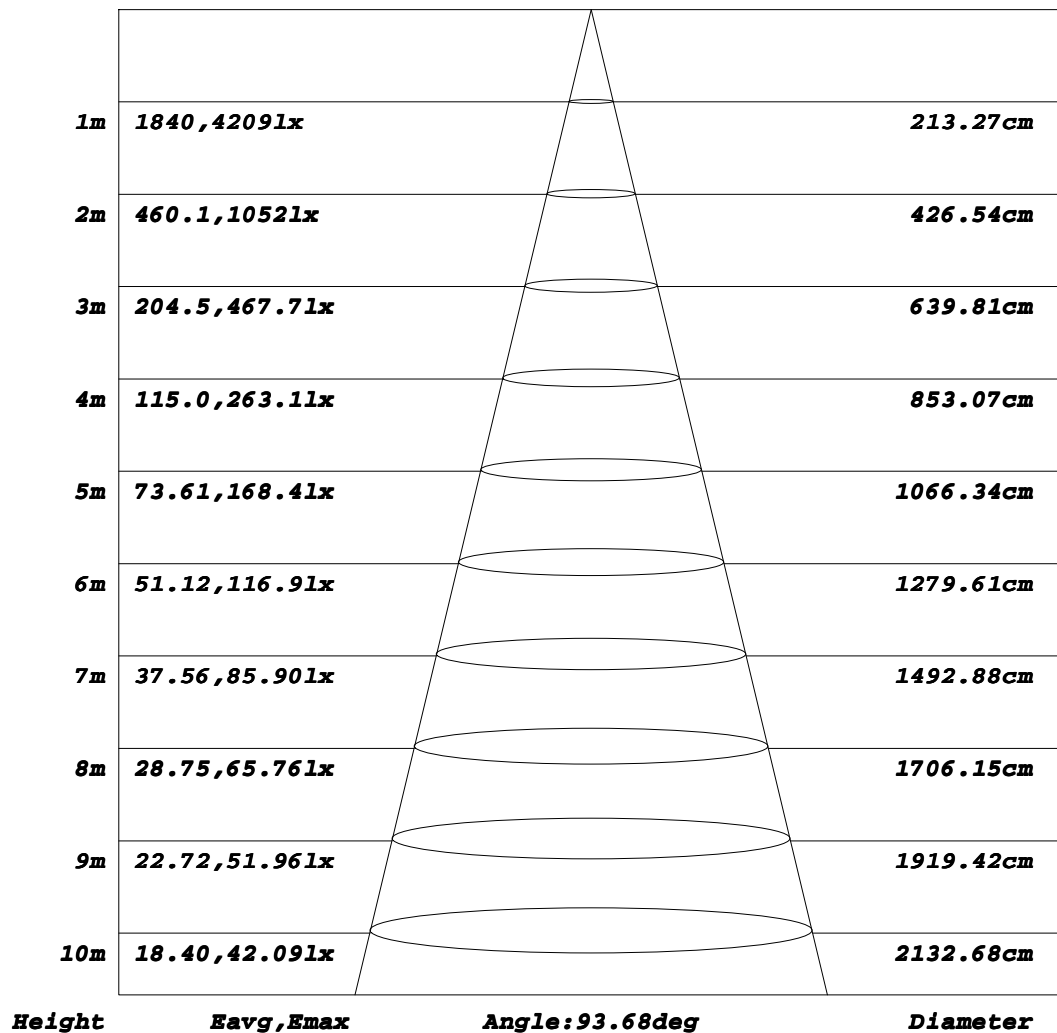 1m 1840,4209lx 213.27cm
2m 460.1,1052lx 426.54cm
3m 204.5,467.7lx 639.81cm
4m 115.0,263.1lx 853.07cm
5m 73.61,168.4lx 1066.34cm
6m 51.12,116.9lx 1279.61cm
7m 37.56,85.90lx 1492.88cm
8m 28.75,65.76lx 1706.15cm
9m 22.72,51.96lx 1919.42cm
10m 18.40,42.09lx 2132.68cm
Height Eavg,Emax Angle:93.68deg Diameter